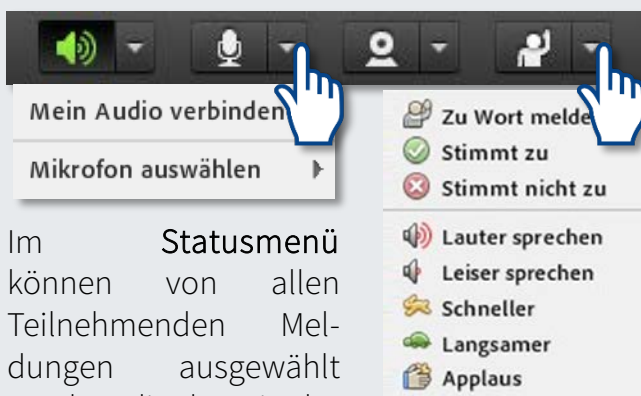 Mein Audio verbinden
Mikrofon auswählen
Im Statusmenü
können von allen
Teilnehmenden Mel-
dungen ausgewählt
Zu Wort melde
Stimmt zu
Stimmt nicht zu
Lauter sprechen
Leiser sprechen
Schneller
Langsamer
Applaus